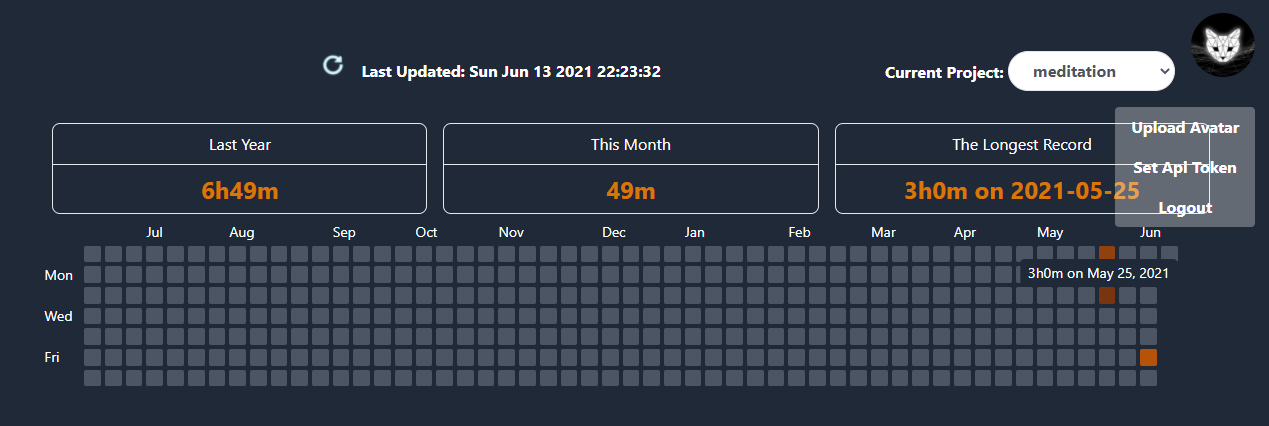 Last Updated: Sun Jun 13 2021 22:23:32
Current Project: meditation
Upload Avatar
Set Api Token
Logout
Last Year
6h49m
This Month
49m
The Longest Record
3h0m on 2021-05-25
Jul Aug Sep Oct Nov Dec Jan Feb Mar Apr May Jun
Mon
3h0m on May 25, 2021
Wed
Fri